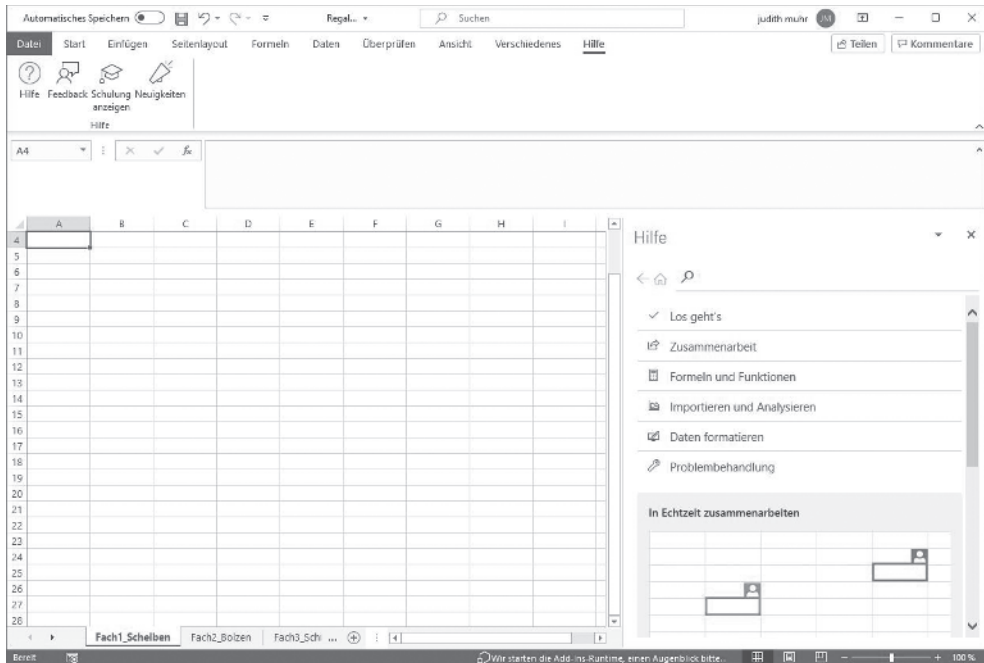 Automatisches Speichern Regal... Suchen judith muhr JM
Datei Start Einfügen Seitenlayout Formeln Daten Überprüfen Ansicht Verschiedenes Hilfe Teilen Kommentare
Hilfe Feedback Schulung Neuigkeiten
anzeigen
Hilfe
A4 fx
A B C D E F G H I
Hilfe
4
5
6
7
8
9
10
11
12
13
14
15
16
17
18
19
20
21
22
23
24
25
26
27
28
Los geht's
Zusammenarbeit
Formeln und Funktionen
Importieren und Analysieren
Daten formatieren
Problembehandlung
In Echtzeit zusammenarbeiten
Fach1_Scheiben Fach2_Bolzen Fach3_Sch ...
Bereit Wir starten die Add-Ins-Runtime, einen Augenblick bitte... 100 %